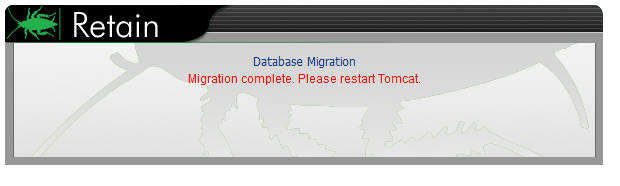 Retain
Database Migration
Migration complete. Please restart Tomcat.